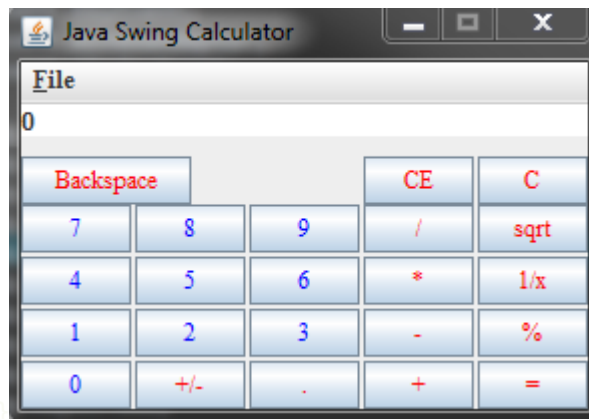 Java Swing Calculator
File
0
Backspace CE C
7 8 9 / sqrt
4 5 6 * 1/x
1 2 3 - %
0 +/- . + =